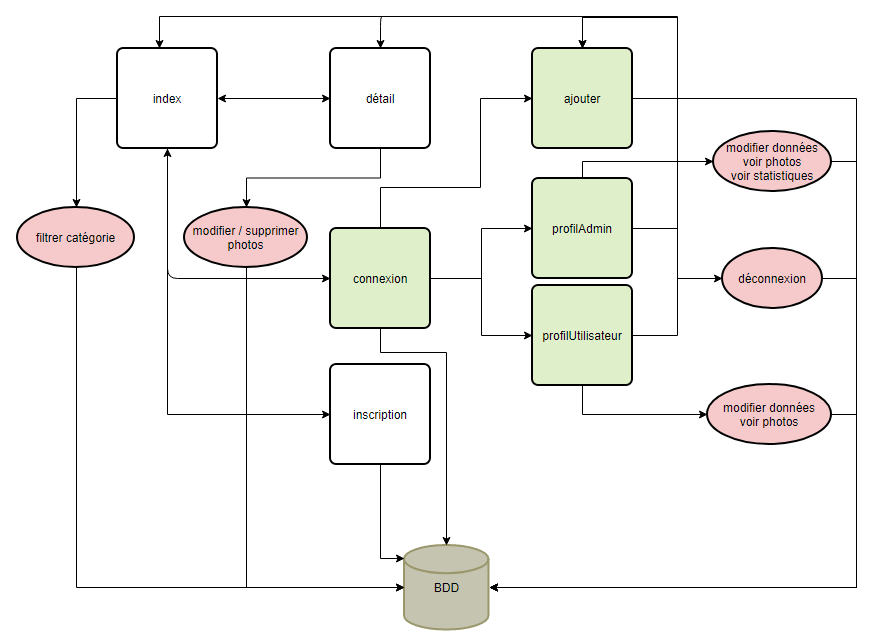 index
détail
ajouter
modifier données
voir photos
voir statistiques
filtrer catégorie
modifier / supprimer
photos
profilAdmin
connexion
déconnexion
profilUtilisateur
inscription
modifier données
voir photos
BDD